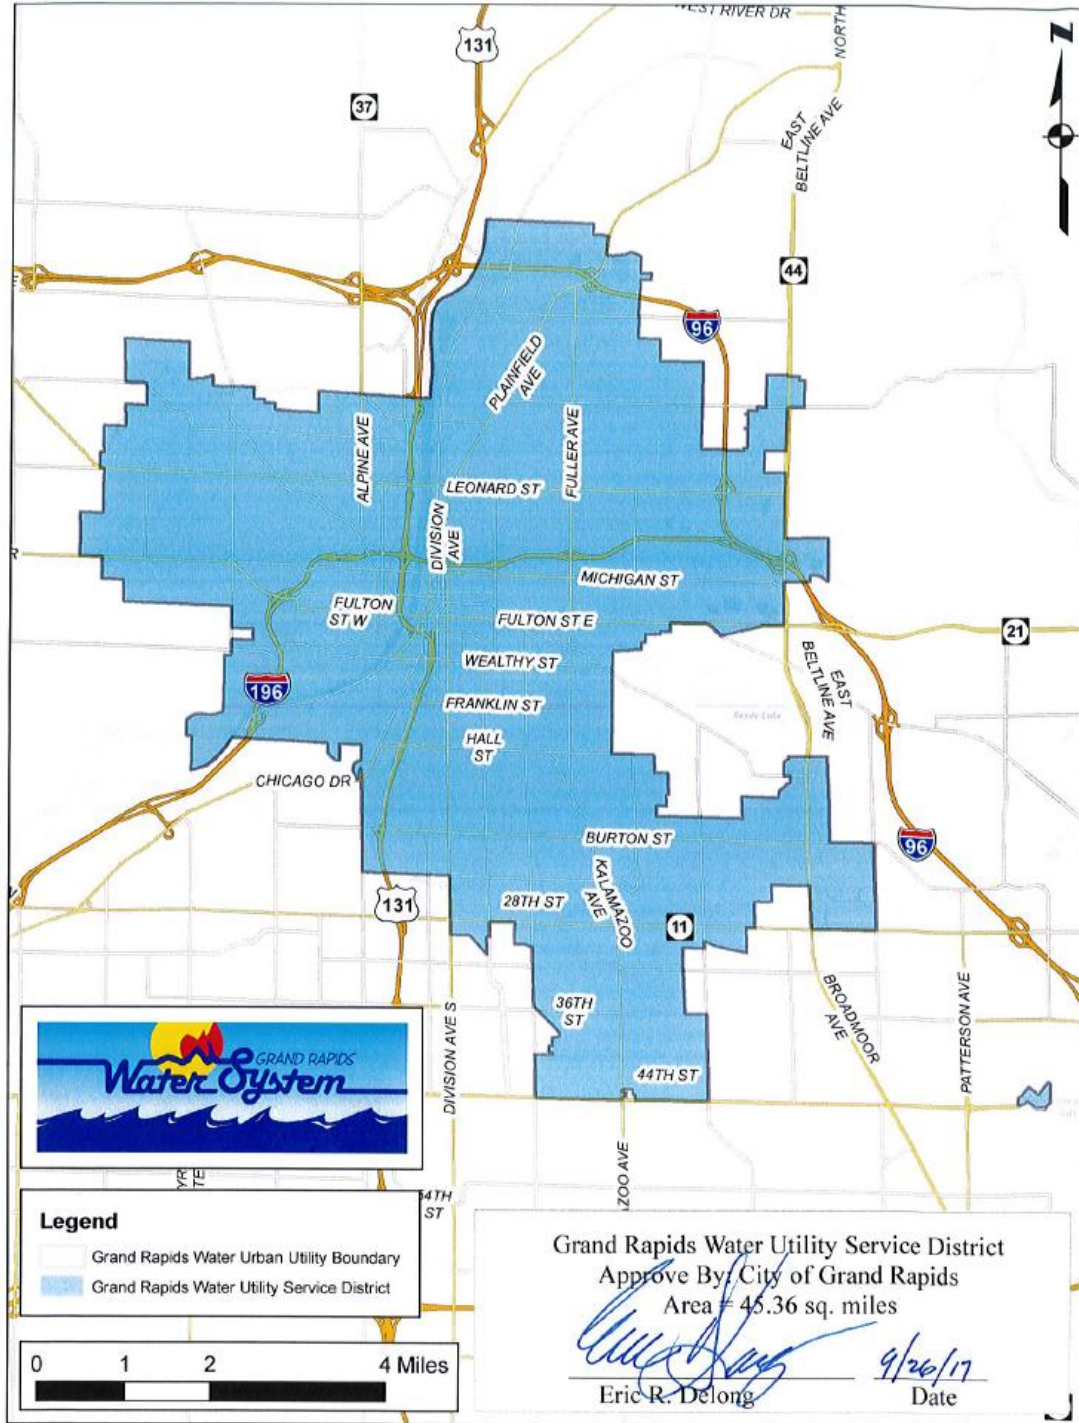 WEST RIVER DR
NORTH
131
37
EAST
BELTLINE AVE
44
96
PLAINFIELD
AVE
ALPINE AVE
FULLER AVE
LEONARD ST
DIVISION
AVE
MICHIGAN ST
FULTON
ST W
FULTON ST E
21
WEALTHY ST
EAST
BELTLINE AVE
196
FRANKLIN ST
Reeds Lake
HALL
ST
CHICAGO DR
BURTON ST
96
KALAMAZOO
AVE
28TH ST
131
11
36TH
ST
BROADMOOR
AVE
PATTERSON AVE
DIVISION AVE S
44TH ST
GRAND RAPIDS
Water System
AZOO AVE
54TH
ST
Legend
Grand Rapids Water Urban Utility Boundary
Grand Rapids Water Utility Service District
Grand Rapids Water Utility Service District
Approve By: City of Grand Rapids
Area = 45.36 sq. miles
9/26/17
Eric R. Delong
Date
0 1 2 4 Miles